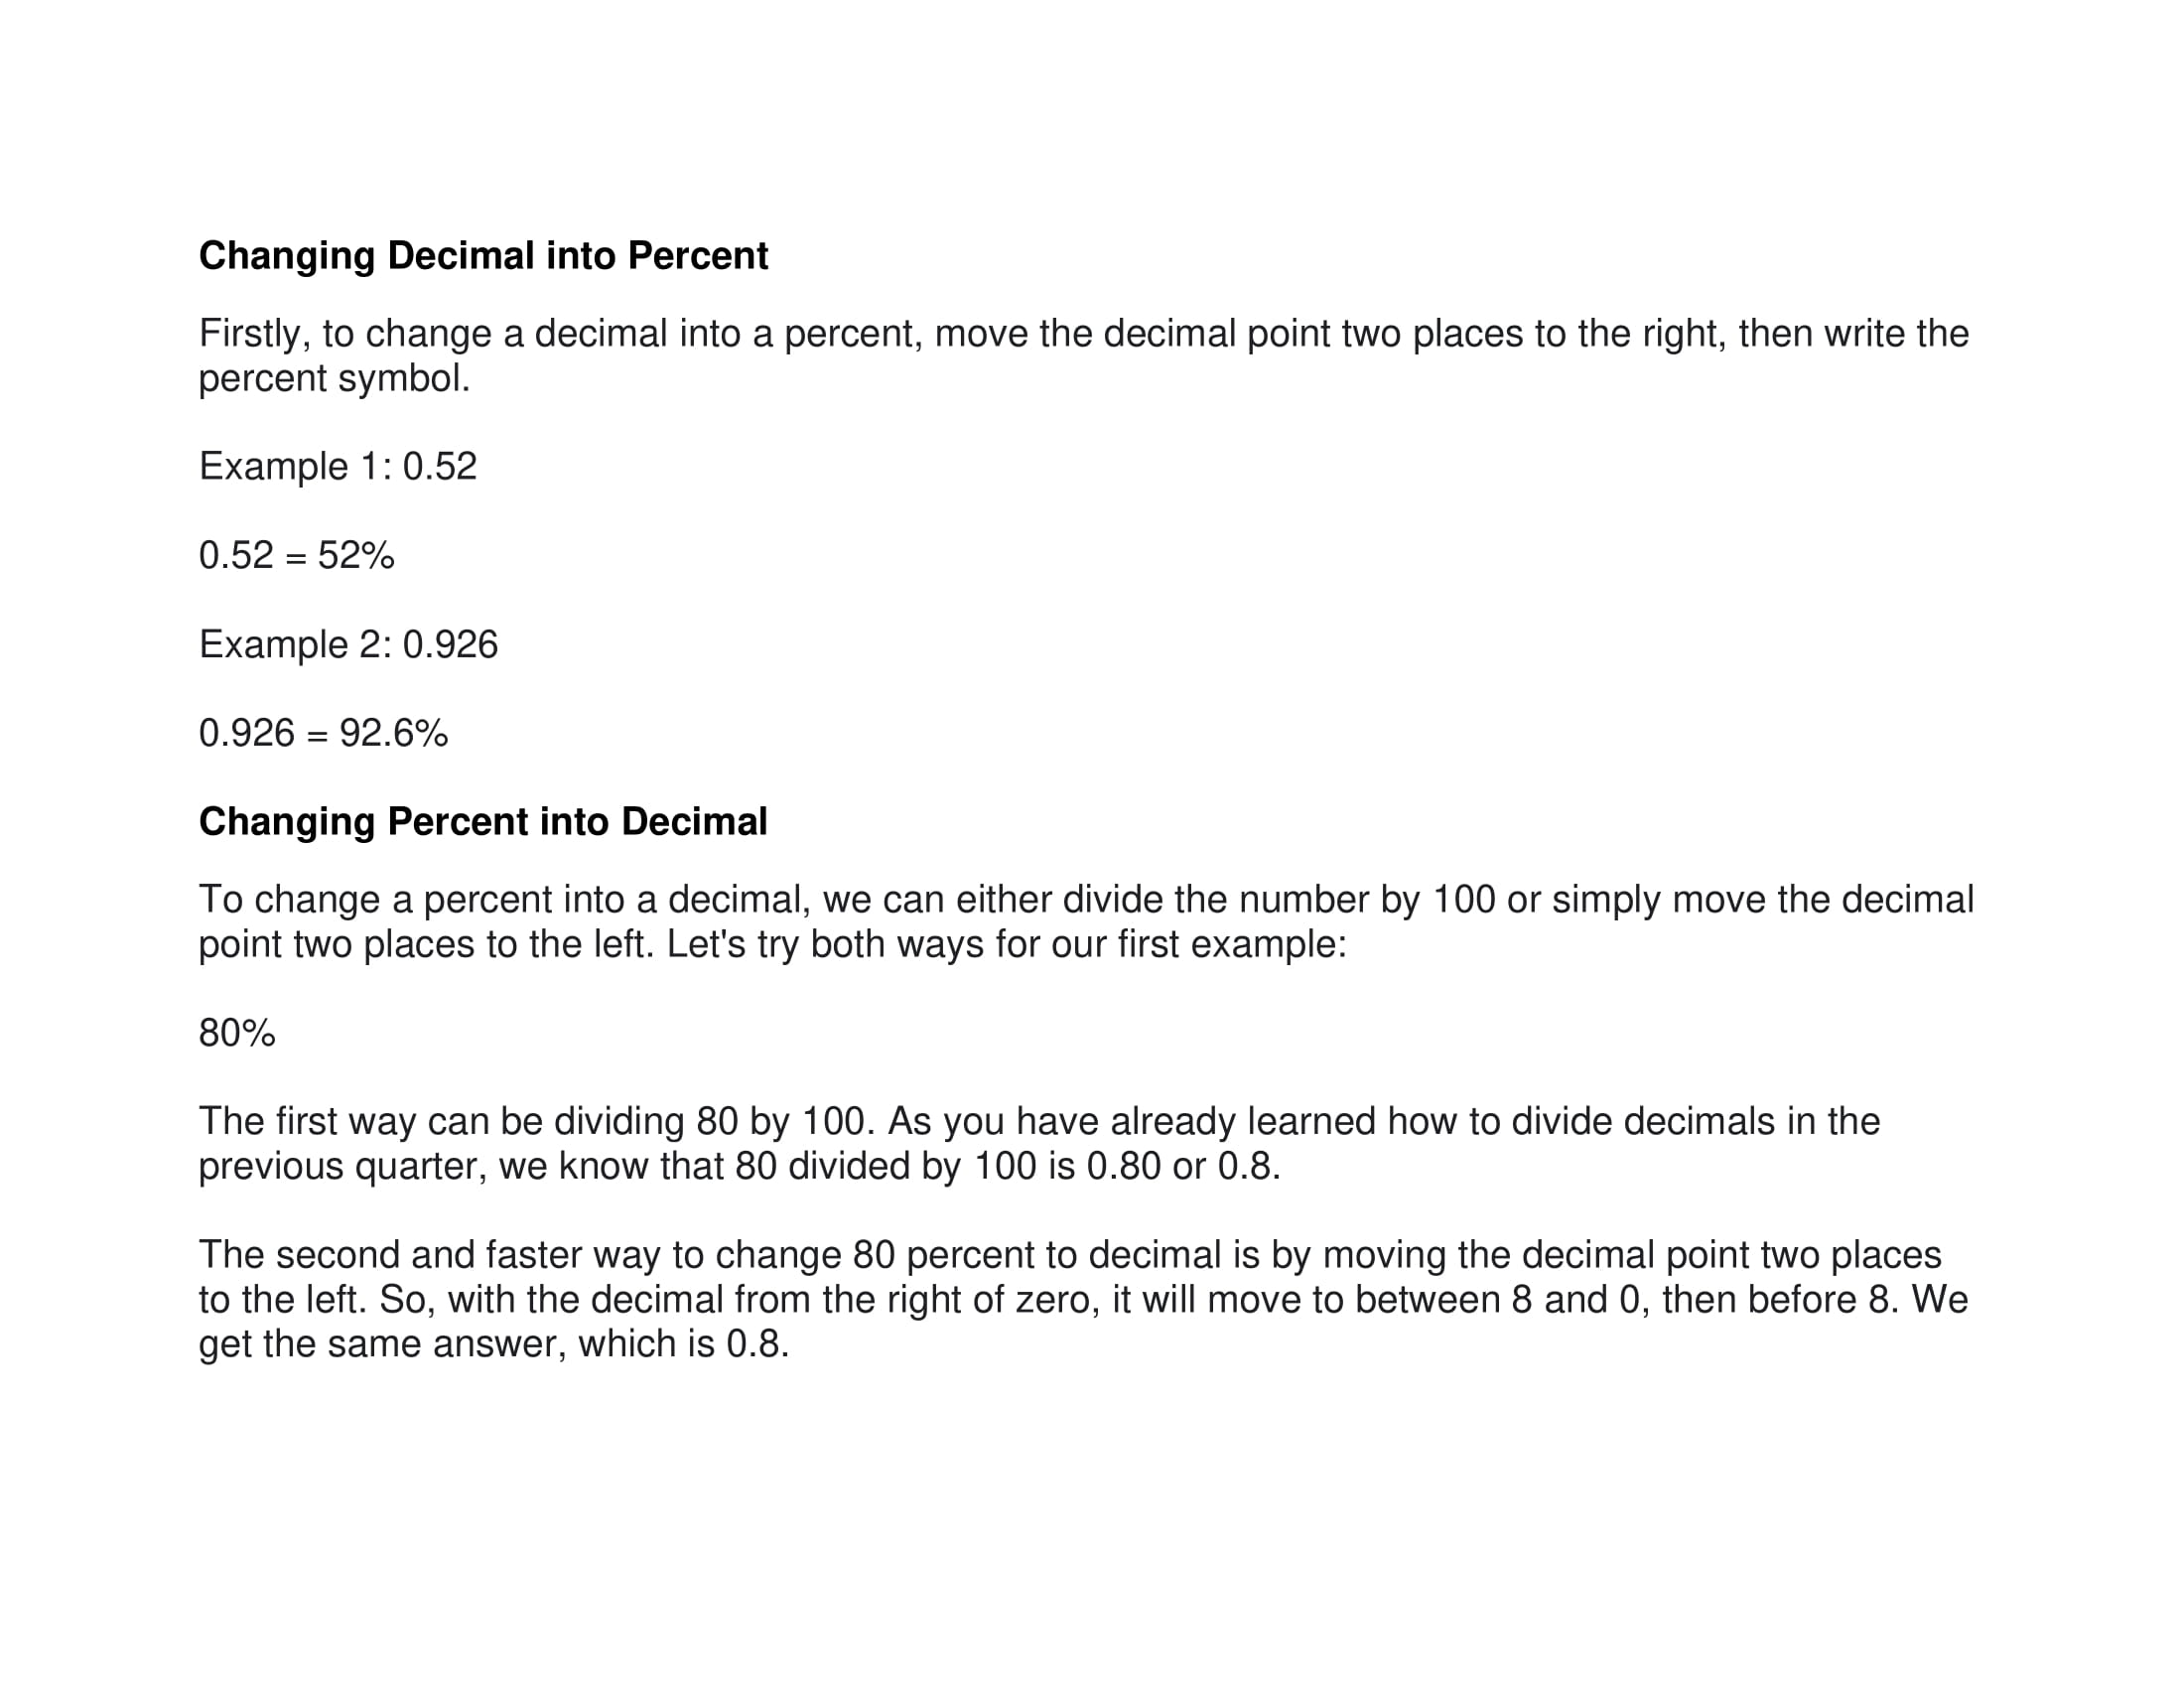 Changing Decimal into Percent
Firstly, to change a decimal into a percent, move the decimal point two places to the right, then write the
percent symbol.
Example 1: 0.52
0.52 = 52%
Example 2: 0.926
0.926 = 92.6%
Changing Percent into Decimal
To change a percent into a decimal, we can either divide the number by 100 or simply move the decimal
point two places to the left. Let's try both ways for our first example:
80%
The first way can be dividing 80 by 100. As you have already learned how to divide decimals in the
previous quarter, we know that 80 divided by 100 is 0.80 or 0.8.
The second and faster way to change 80 percent to decimal is by moving the decimal point two places
to the left. So, with the decimal from the right of zero, it will move to between 8 and 0, then before 8. We
get the same answer, which is 0.8.